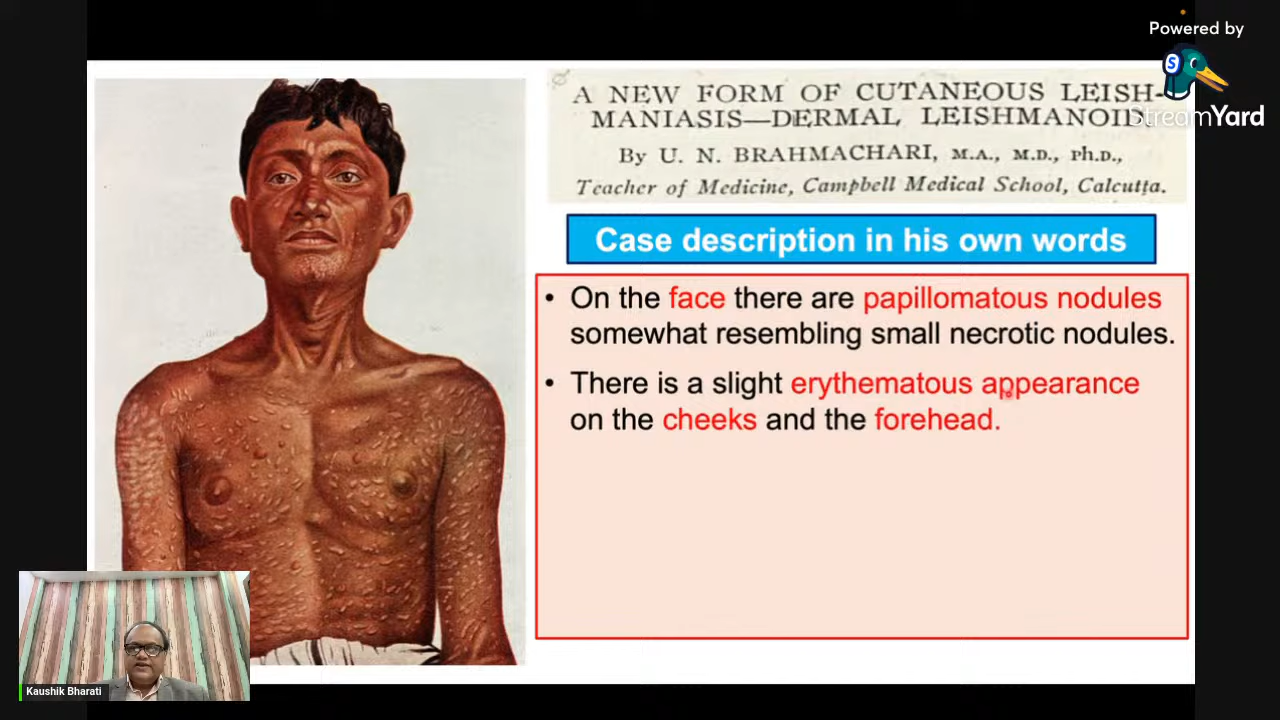 Powered by
StreamYard
A NEW FORM OF CUTANEOUS LEISH-
MANIASIS—DERMAL LEISHMANOID.
By U. N. BRAHMACHARI, M.A., M.D., Ph.D.,
Teacher of Medicine, Campbell Medical School, Calcutta.
Case description in his own words
• On the face there are papillomatous nodules
somewhat resembling small necrotic nodules.
• There is a slight erythematous appearance
on the cheeks and the forehead.
Kaushik Bharati